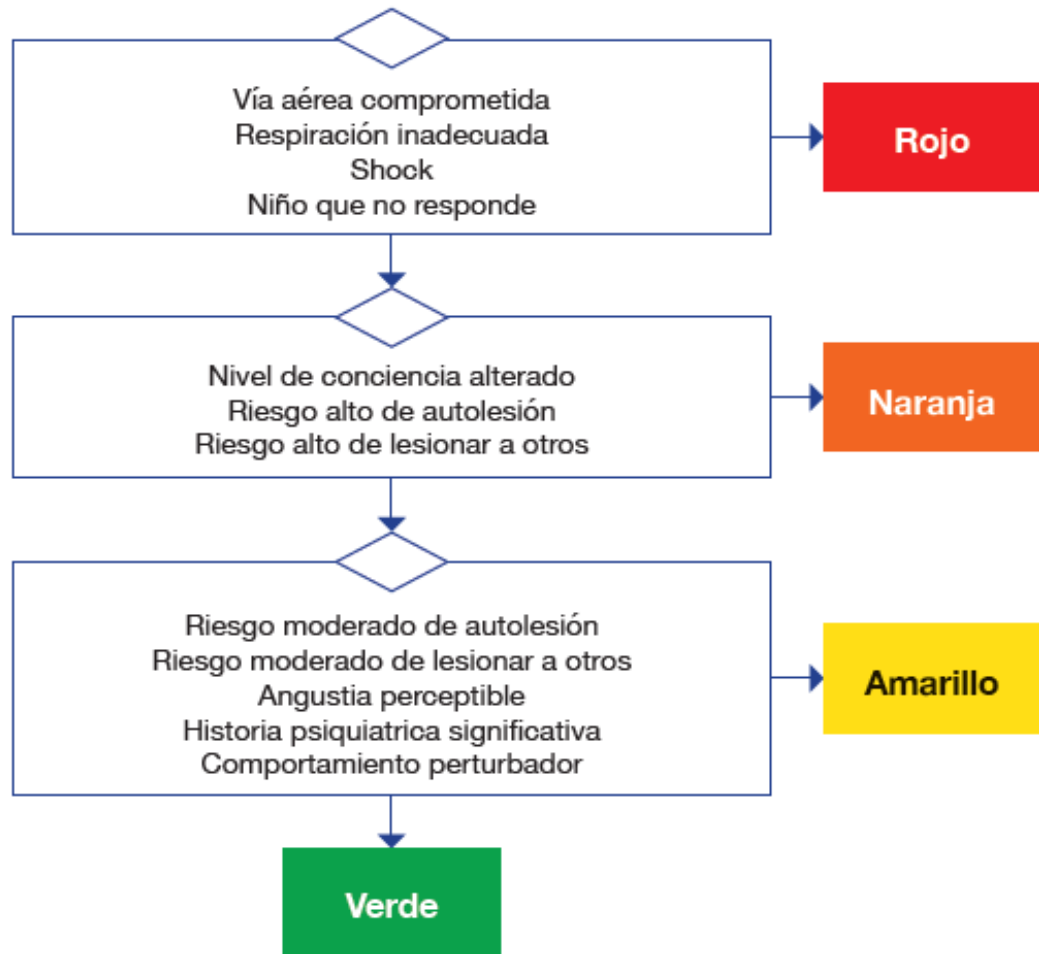 Vía aérea comprometida
Respiración inadecuada
Shock
Niño que no responde
Rojo
Nivel de conciencia alterado
Riesgo alto de autolesión
Riesgo alto de lesionar a otros
Naranja
Riesgo moderado de autolesión
Riesgo moderado de lesionar a otros
Angustia perceptible
Historia psiquiatrica significativa
Comportamiento perturbador
Amarillo
Verde